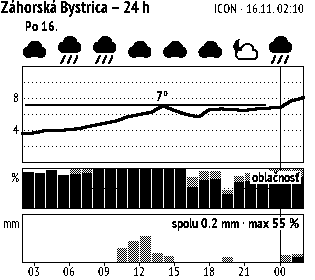 Záhorská Bystrica – 24 h
ICON · 16.11. 02:10
Po 16.
7°
8
4
%
oblačnosť
mm
spolu 0.2 mm · max 55 %
03 06 09 12 15 18 21 00